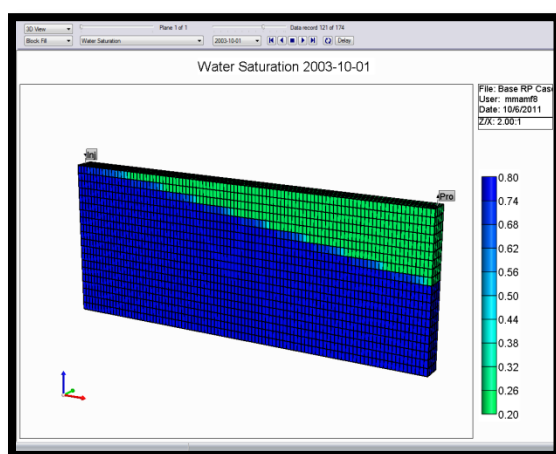 3D View Plane 1 of 1 Data record: 121 of 174
Block Fill Water Saturation 2003-10-01 Delay
Water Saturation 2003-10-01
File: Base RP Cas
User: mmamf8
Date: 10/6/2011
Z/X: 2.00:1
Inj
Pro
0.80
0.74
0.68
0.62
0.56
0.50
0.44
0.38
0.32
0.26
0.20